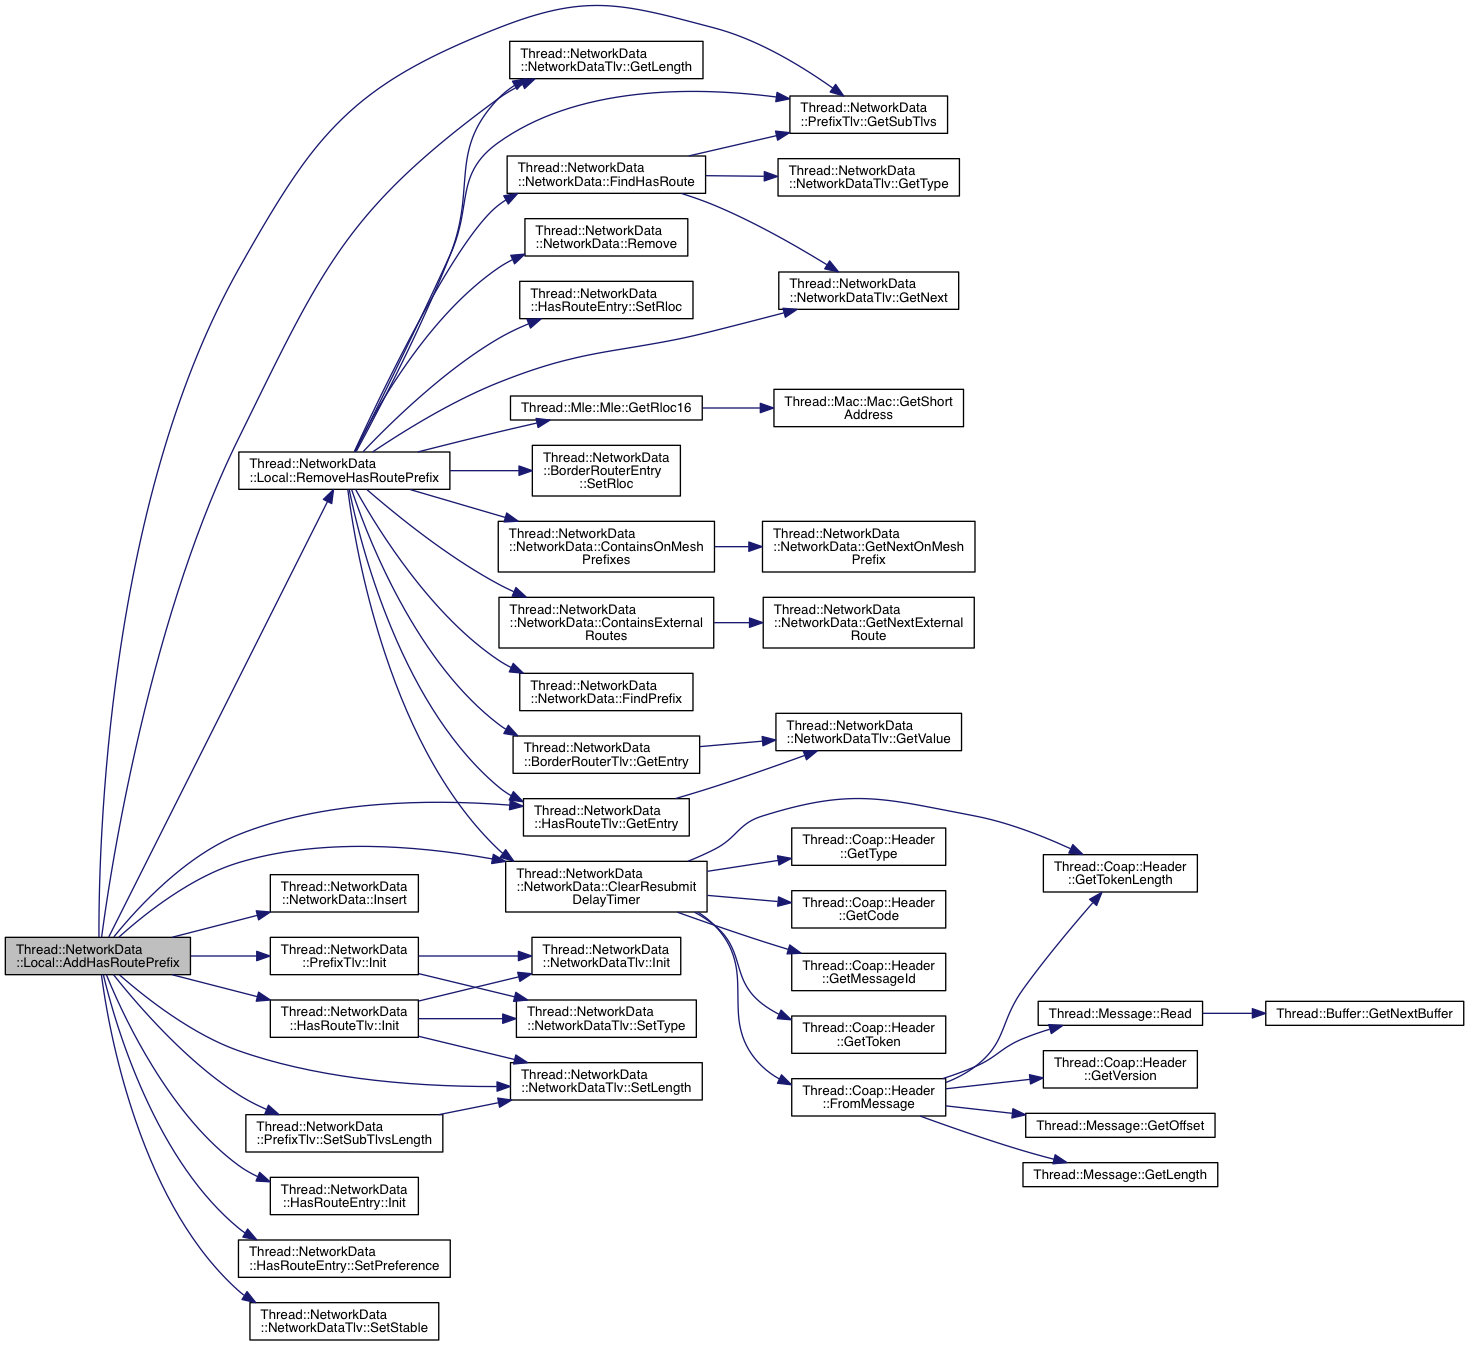 Thread::NetworkData
::Local::AddHasRoutePrefix
Thread::NetworkData
::Local::RemoveHasRoutePrefix
Thread::NetworkData
::NetworkData::Insert
Thread::NetworkData
::PrefixTlv::Init
Thread::NetworkData
::HasRouteTlv::Init
Thread::NetworkData
::PrefixTlv::SetSubTlvsLength
Thread::NetworkData
::HasRouteEntry::Init
Thread::NetworkData
::HasRouteEntry::SetPreference
Thread::NetworkData
::NetworkDataTlv::SetStable
Thread::NetworkData
::NetworkDataTlv::GetLength
Thread::NetworkData
::NetworkData::FindHasRoute
Thread::NetworkData
::NetworkData::Remove
Thread::NetworkData
::HasRouteEntry::SetRloc
Thread::Mle::Mle::GetRloc16
Thread::NetworkData
::BorderRouterEntry
::SetRloc
Thread::NetworkData
::NetworkData::ContainsOnMesh
Prefixes
Thread::NetworkData
::NetworkData::ContainsExternal
Routes
Thread::NetworkData
::NetworkData::FindPrefix
Thread::NetworkData
::BorderRouterTlv::GetEntry
Thread::NetworkData
::HasRouteTlv::GetEntry
Thread::NetworkData
::NetworkData::ClearResubmit
DelayTimer
Thread::NetworkData
::NetworkDataTlv::Init
Thread::NetworkData
::NetworkDataTlv::SetType
Thread::NetworkData
::NetworkDataTlv::SetLength
Thread::NetworkData
::PrefixTlv::GetSubTlvs
Thread::NetworkData
::NetworkDataTlv::GetType
Thread::NetworkData
::NetworkDataTlv::GetNext
Thread::Mac::Mac::GetShort
Address
Thread::NetworkData
::NetworkData::GetNextOnMesh
Prefix
Thread::NetworkData
::NetworkData::GetNextExternal
Route
Thread::NetworkData
::NetworkDataTlv::GetValue
Thread::Coap::Header
::GetType
Thread::Coap::Header
::GetCode
Thread::Coap::Header
::GetMessageId
Thread::Coap::Header
::GetToken
Thread::Coap::Header
::FromMessage
Thread::Coap::Header
::GetTokenLength
Thread::Message::Read
Thread::Coap::Header
::GetVersion
Thread::Message::GetOffset
Thread::Message::GetLength
Thread::Buffer::GetNextBuffer